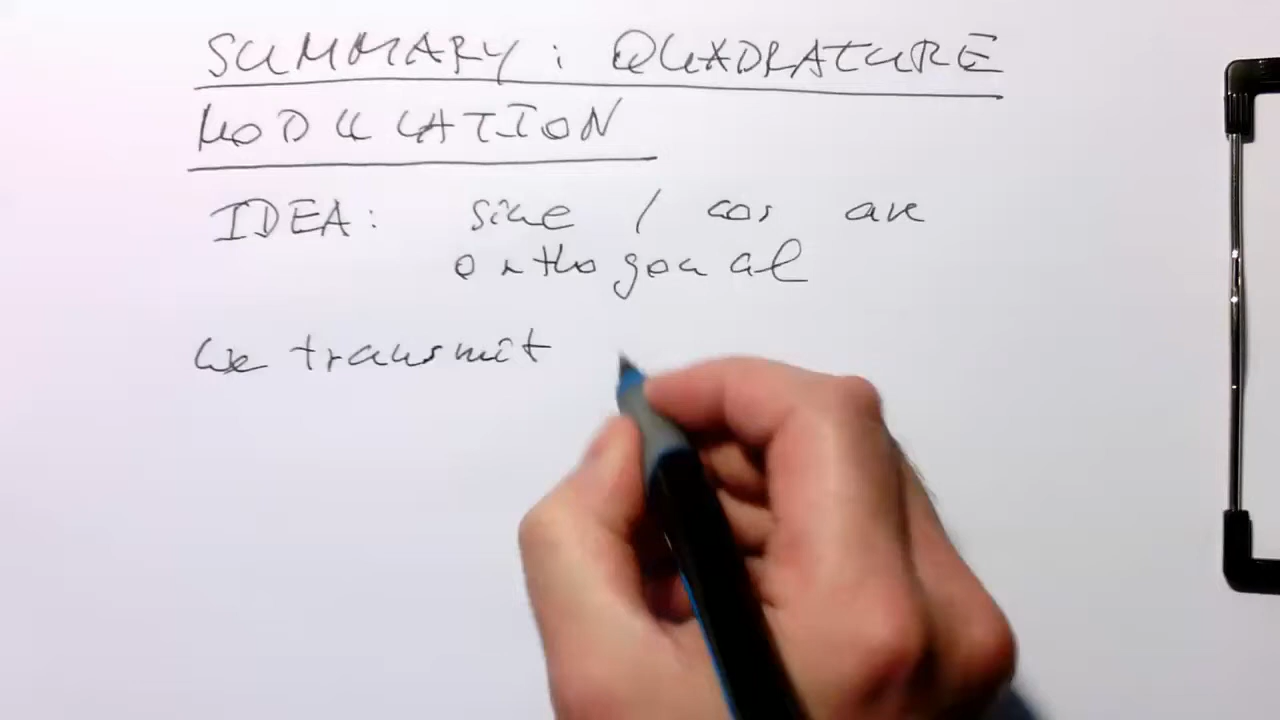 SUMMARY: QUADRATURE
MODULATION
IDEA: sine / cos are
orthogonal
We transmit